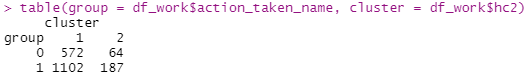 > table(group = df_work$action_taken_name, cluster = df_work$hc2)
cluster
group 1 2
0 572 64
1 1102 187